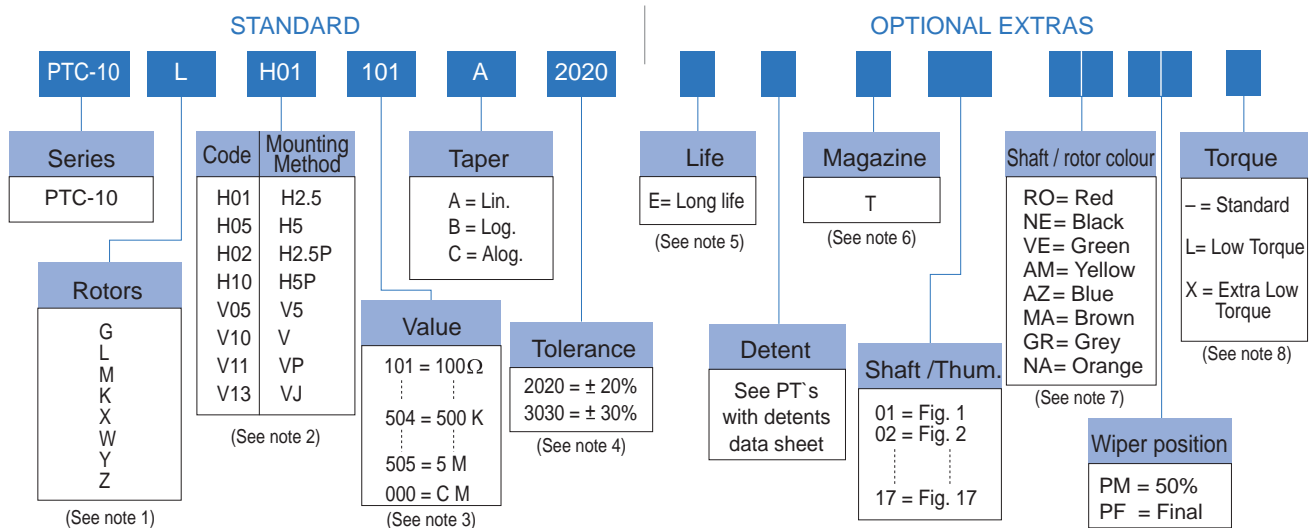 STANDARD
OPTIONAL EXTRAS
PTC-10 L H01 101 A 2020
Series
PTC-10
Rotors
G
L
M
K
X
W
Y
Z
(See note 1)
Code Mounting Method
H01 H2.5
H05 H5
H02 H2.5P
H10 H5P
V05 V5
V10 V
V11 VP
V13 VJ
(See note 2)
Value
101 = 100Ω
504 = 500 K
505 = 5 M
000 = C M
(See note 3)
Taper
A = Lin.
B = Log.
C = Alog.
Tolerance
2020 = ± 20%
3030 = ± 30%
(See note 4)
Life
E= Long life
(See note 5)
Detent
See PT`s
with detents
data sheet
Magazine
T
(See note 6)
Shaft /Thum.
01 = Fig. 1
02 = Fig. 2
17 = Fig. 17
Shaft / rotor colour
RO= Red
NE= Black
VE= Green
AM= Yellow
AZ= Blue
MA= Brown
GR= Grey
NA= Orange
(See note 7)
Wiper position
PM = 50%
PF = Final
Torque
– = Standard
L= Low Torque
X = Extra Low
Torque
(See note 8)